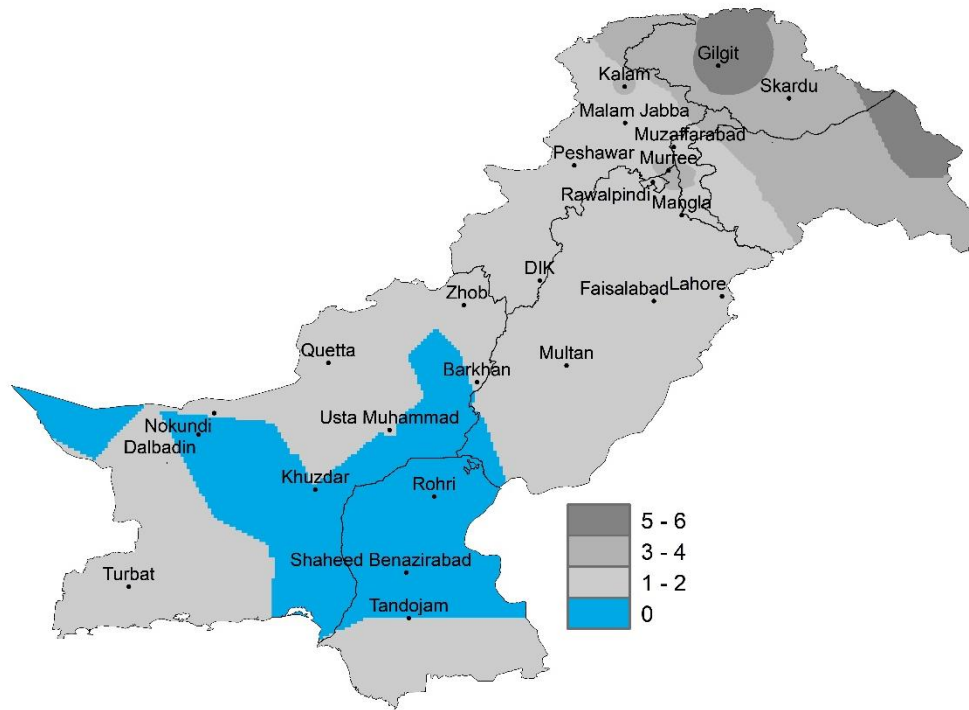 Gilgit
Kalam
Skardu
Malam Jabba
Muzaffarabad
Peshawar
Murree
Rawalpindi
Mangla
DIK
Zhob
Faisalabad
Lahore
Quetta
Multan
Barkhan
Usta Muhammad
Nokundi
Dalbadin
Khuzdar
Rohri
Shaheed Benazirabad
Turbat
Tandojam
5 - 6
3 - 4
1 - 2
0